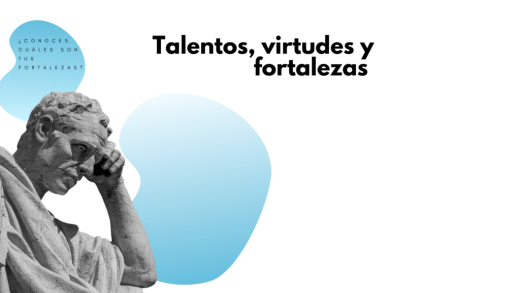 ¿CONOCES
CUÁLES SON
TUS
FORTALEZAS?
Talentos, virtudes y
fortalezas